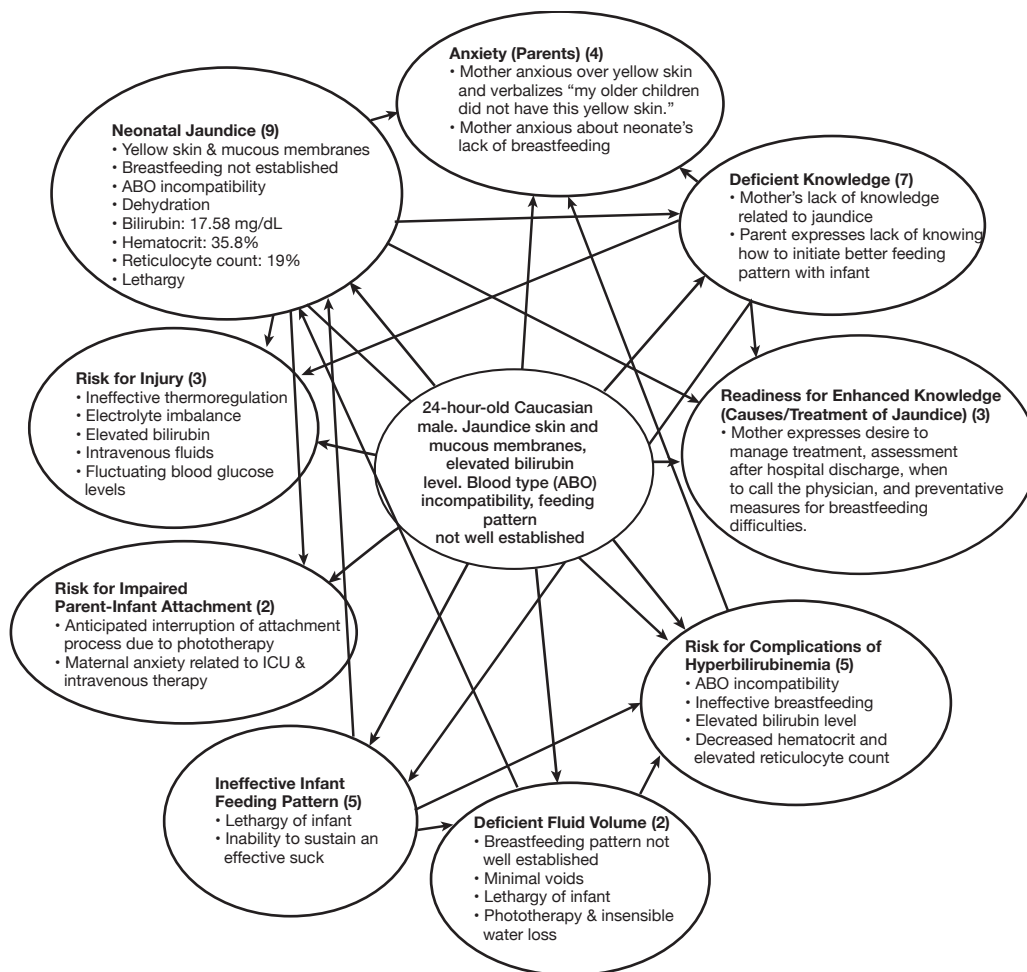 Anxiety (Parents) (4)
• Mother anxious over yellow skin
and verbalizes “my older children
did not have this yellow skin.”
• Mother anxious about neonate’s
lack of breastfeeding
Neonatal Jaundice (9)
• Yellow skin & mucous membranes
• Breastfeeding not established
• ABO incompatibility
• Dehydration
• Bilirubin: 17.58 mg/dL
• Hematocrit: 35.8%
• Reticulocyte count: 19%
• Lethargy
Deficient Knowledge (7)
• Mother’s lack of knowledge
related to jaundice
• Parent expresses lack of knowing
how to initiate better feeding
pattern with infant
Risk for Injury (3)
• Ineffective thermoregulation
• Electrolyte imbalance
• Elevated bilirubin
• Intravenous fluids
• Fluctuating blood glucose
levels
24-hour-old Caucasian
male. Jaundice skin and
mucous membranes,
elevated bilirubin
level. Blood type (ABO)
incompatibility, feeding
pattern
not well established
Readiness for Enhanced Knowledge
(Causes/Treatment of Jaundice) (3)
• Mother expresses desire to
manage treatment, assessment
after hospital discharge, when
to call the physician, and preventative
measures for breastfeeding
difficulties.
Risk for Impaired
Parent-Infant Attachment (2)
• Anticipated interruption of attachment
process due to phototherapy
• Maternal anxiety related to ICU &
intravenous therapy
Risk for Complications of
Hyperbilirubinemia (5)
• ABO incompatibility
• Ineffective breastfeeding
• Elevated bilirubin level
• Decreased hematocrit and
elevated reticulocyte count
Ineffective Infant
Feeding Pattern (5)
• Lethargy of infant
• Inability to sustain an
effective suck
Deficient Fluid Volume (2)
• Breastfeeding pattern not
well established
• Minimal voids
• Lethargy of infant
• Phototherapy & insensible
water loss